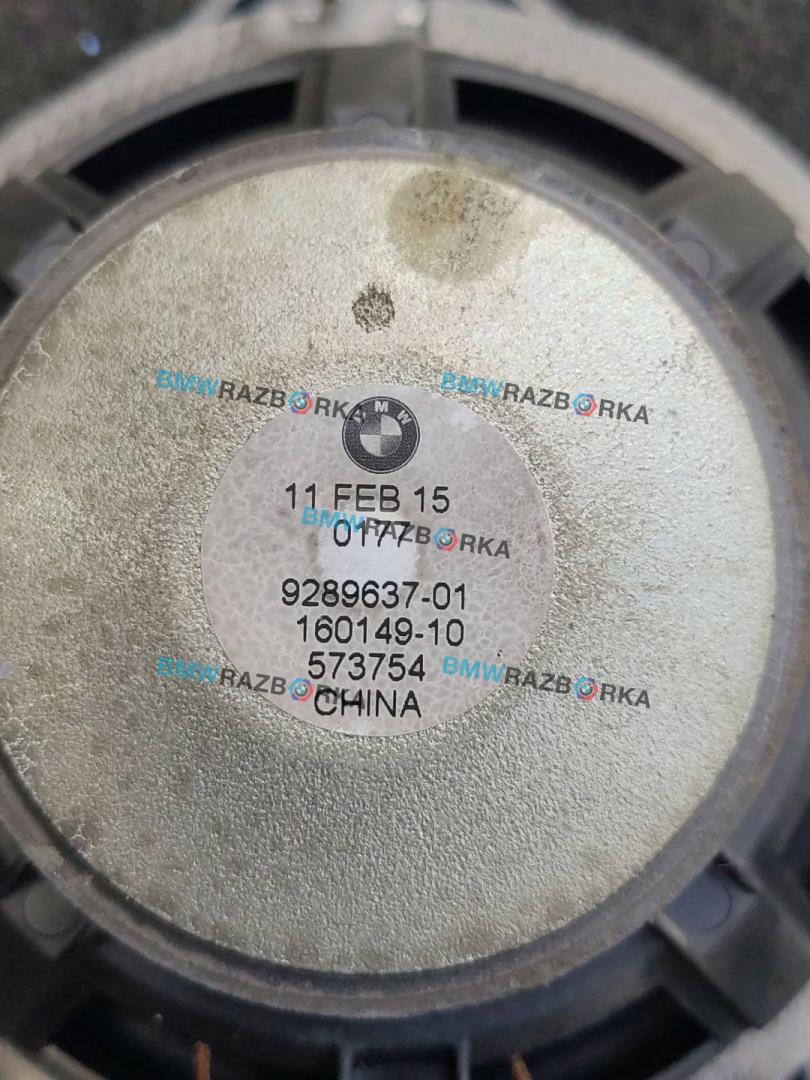 BMWRAZBORKA
BMWRAZBORKA
BMW
11 FEB 15
0177
BMWRAZBORKA
9289637-01
160149-10
573754
BMWRAZBORKA
BMWRAZBORKA
CHINA